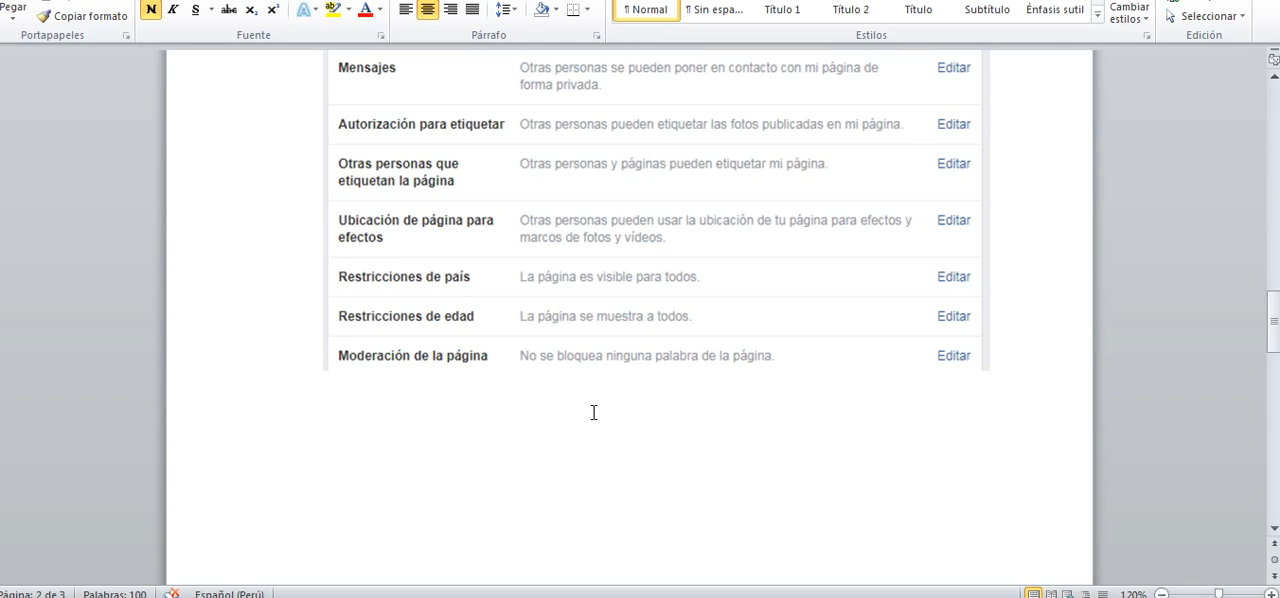 Pegar
Copiar formato
N K S abc x₂ x² A ab A
¶ Normal ¶ Sin espa... Título 1 Título 2 Título Subtítulo Énfasis sutil
Cambiar
estilos
Seleccionar
Portapapeles Fuente Párrafo Estilos Edición
Mensajes Otras personas se pueden poner en contacto con mi página de Editar
forma privada.
Autorización para etiquetar Otras personas pueden etiquetar las fotos publicadas en mi página. Editar
Otras personas que Otras personas y páginas pueden etiquetar mi página. Editar
etiquetan la página
Ubicación de página para Otras personas pueden usar la ubicación de tu página para efectos y Editar
efectos marcos de fotos y vídeos.
Restricciones de país La página es visible para todos. Editar
Restricciones de edad La página se muestra a todos. Editar
Moderación de la página No se bloquea ninguna palabra de la página. Editar
Página: 2 de 3 Palabras: 100 Español (Perú) 120%